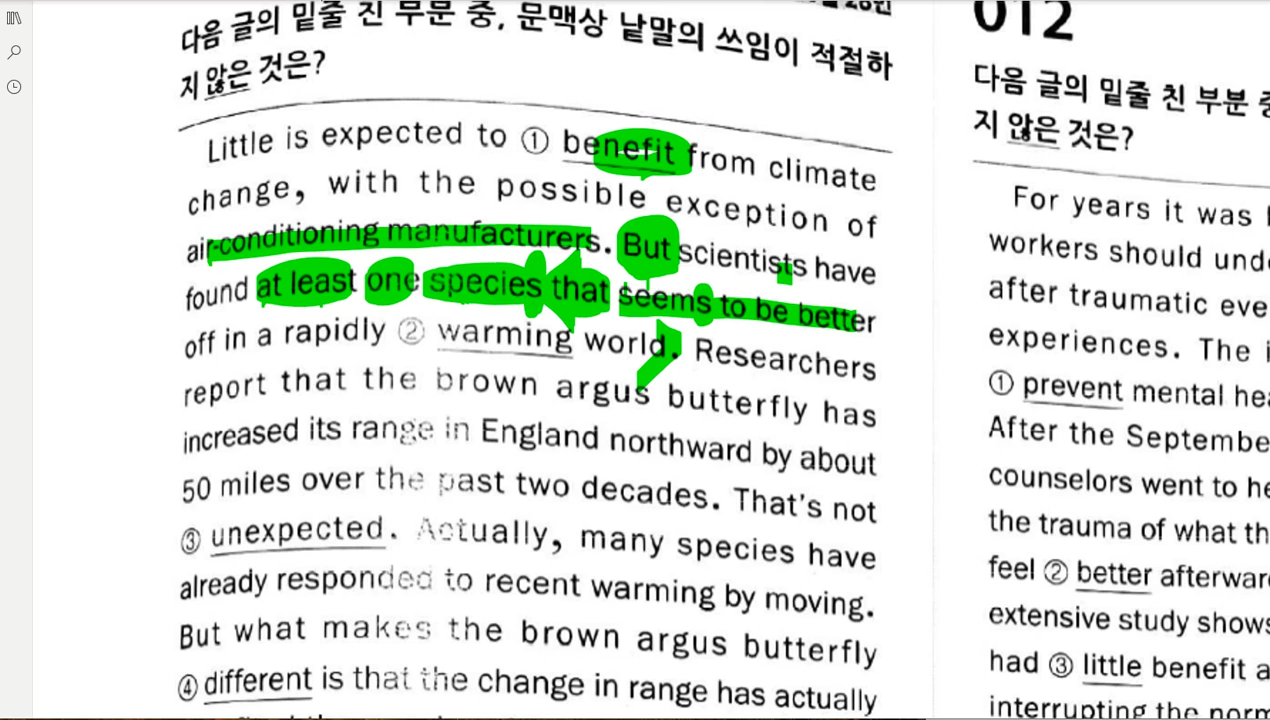 다음 글의 밑줄 친 부분 중, 문맥상 낱말의 쓰임이 적절하
지 않은 것은?
Little is expected to ① benefit from climate
change, with the possible exception of
air-conditioning manufacturers. But scientists have
found at least one species that seems to be better
off in a rapidly ② warming world. Researchers
report that the brown argus butterfly has
increased its range in England northward by about
50 miles over the past two decades. That's not
③ unexpected. Actually, many species have
already responded to recent warming by moving.
But what makes the brown argus butterfly
④ different is that the change in range has actually
012
다음 글의 밑줄 친 부분 중
지 않은 것은?
For years it was
workers should
after traumatic
experiences. The
① prevent mental
After the
counselors went to
the trauma of what
feel ② better
extensive study shows
had ③ little benefit
interrupting the